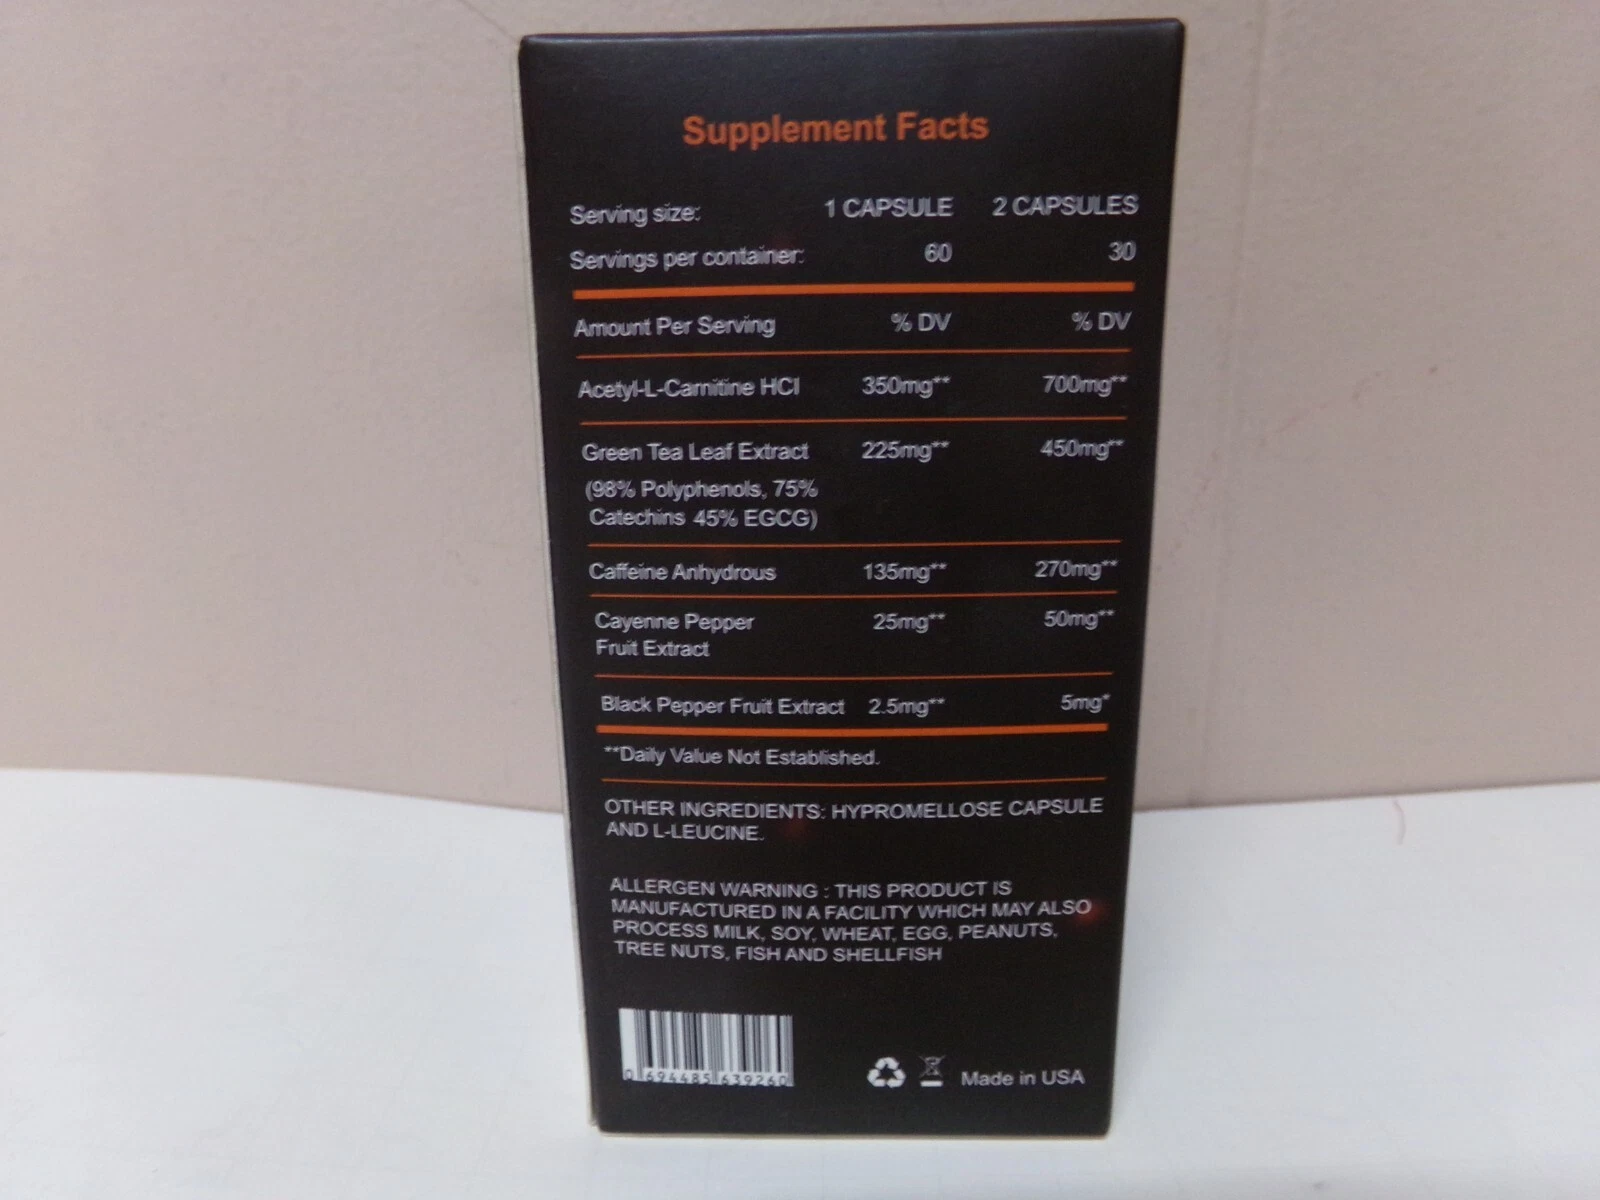 Supplement Facts
Serving size: 1 CAPSULE 2 CAPSULES
Servings per container: 60 30
Amount Per Serving % DV % DV
Acetyl-L-Carnitine HCl 350mg** 700mg**
Green Tea Leaf Extract 225mg** 450mg**
(98% Polyphenols, 75%
Catechins 45% EGCG)
Caffeine Anhydrous 135mg** 270mg**
Cayenne Pepper 25mg** 50mg**
Fruit Extract
Black Pepper Fruit Extract 2.5mg** 5mg*
**Daily Value Not Established.
OTHER INGREDIENTS: HYPROMELLOSE CAPSULE
AND L-LEUCINE.
ALLERGEN WARNING : THIS PRODUCT IS
MANUFACTURED IN A FACILITY WHICH MAY ALSO
PROCESS MILK, SOY, WHEAT, EGG, PEANUTS,
TREE NUTS, FISH AND SHELLFISH
0 694485 639260
Made in USA